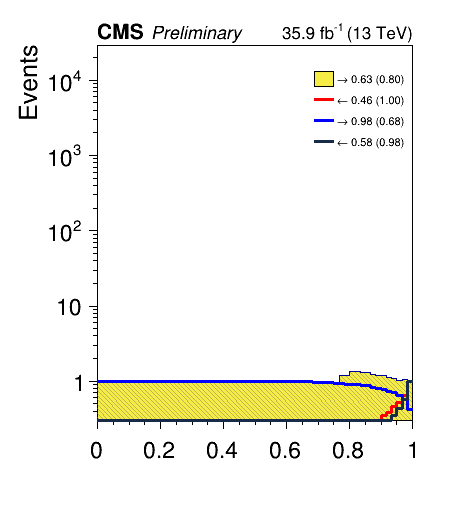 CMS Preliminary 35.9 fb⁻¹ (13 TeV)
Events
10⁴
10³
10²
10
1
→ 0.63 (0.80)
← 0.46 (1.00)
→ 0.98 (0.68)
← 0.58 (0.98)
0 0.2 0.4 0.6 0.8 1